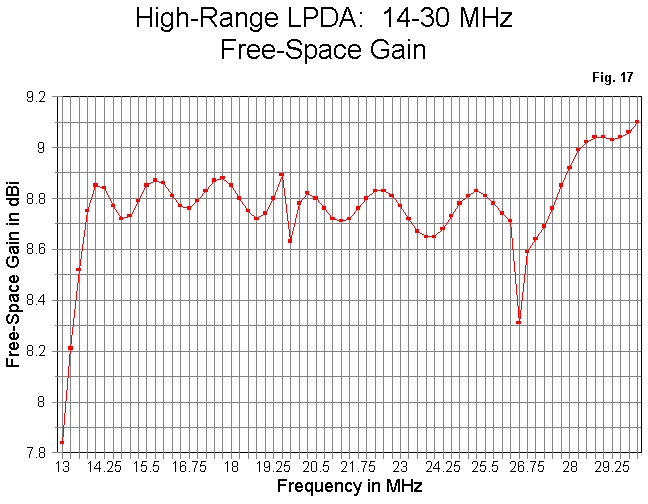 High-Range LPDA: 14-30 MHz
Free-Space Gain
Fig. 17
9.2
9
8.8
8.6
8.4
8.2
8
7.8
Free-Space Gain in dBi
13 14.25 15.5 16.75 18 19.25 20.5 21.75 23 24.25 25.5 26.75 28 29.25
Frequency in MHz